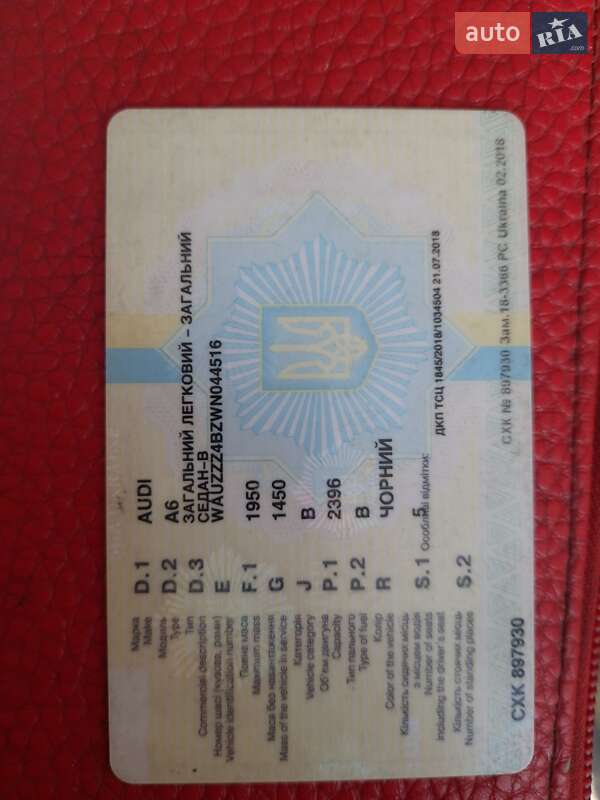 auto RIA .com
Марка D.1 AUDI
Make
Модель D.2 A6
Type
Тип D.3 ЗАГАЛЬНИЙ ЛЕГКОВИЙ – ЗАГАЛЬНИЙ
Commercial description СЕДАН-В
Номер шасі (кузова, рами) E WAUZZZ4BZWN044516
Vehicle identification number
Повна маса F.1 1950
Maximum mass
Маса без навантаження G 1450
Mass of the vehicle in service
Категорія J B
Vehicle category
Об'єм двигуна P.1 2396
Capacity
Тип пального P.2 B
Type of fuel
Колір R ЧОРНИЙ
Color of the vehicle
Кількість сидячих місць S.1 5
з місцем водія
Number of seats
including the driver's seat
Кількість стоячих місць S.2
Number of standing places
Особливі відмітки:
ДКП ТСЦ 1845/2018/1034504 21.07.2018
СХК 897930
СХК № 897930 Зам.18-3366 PC Ukraina 02.2018